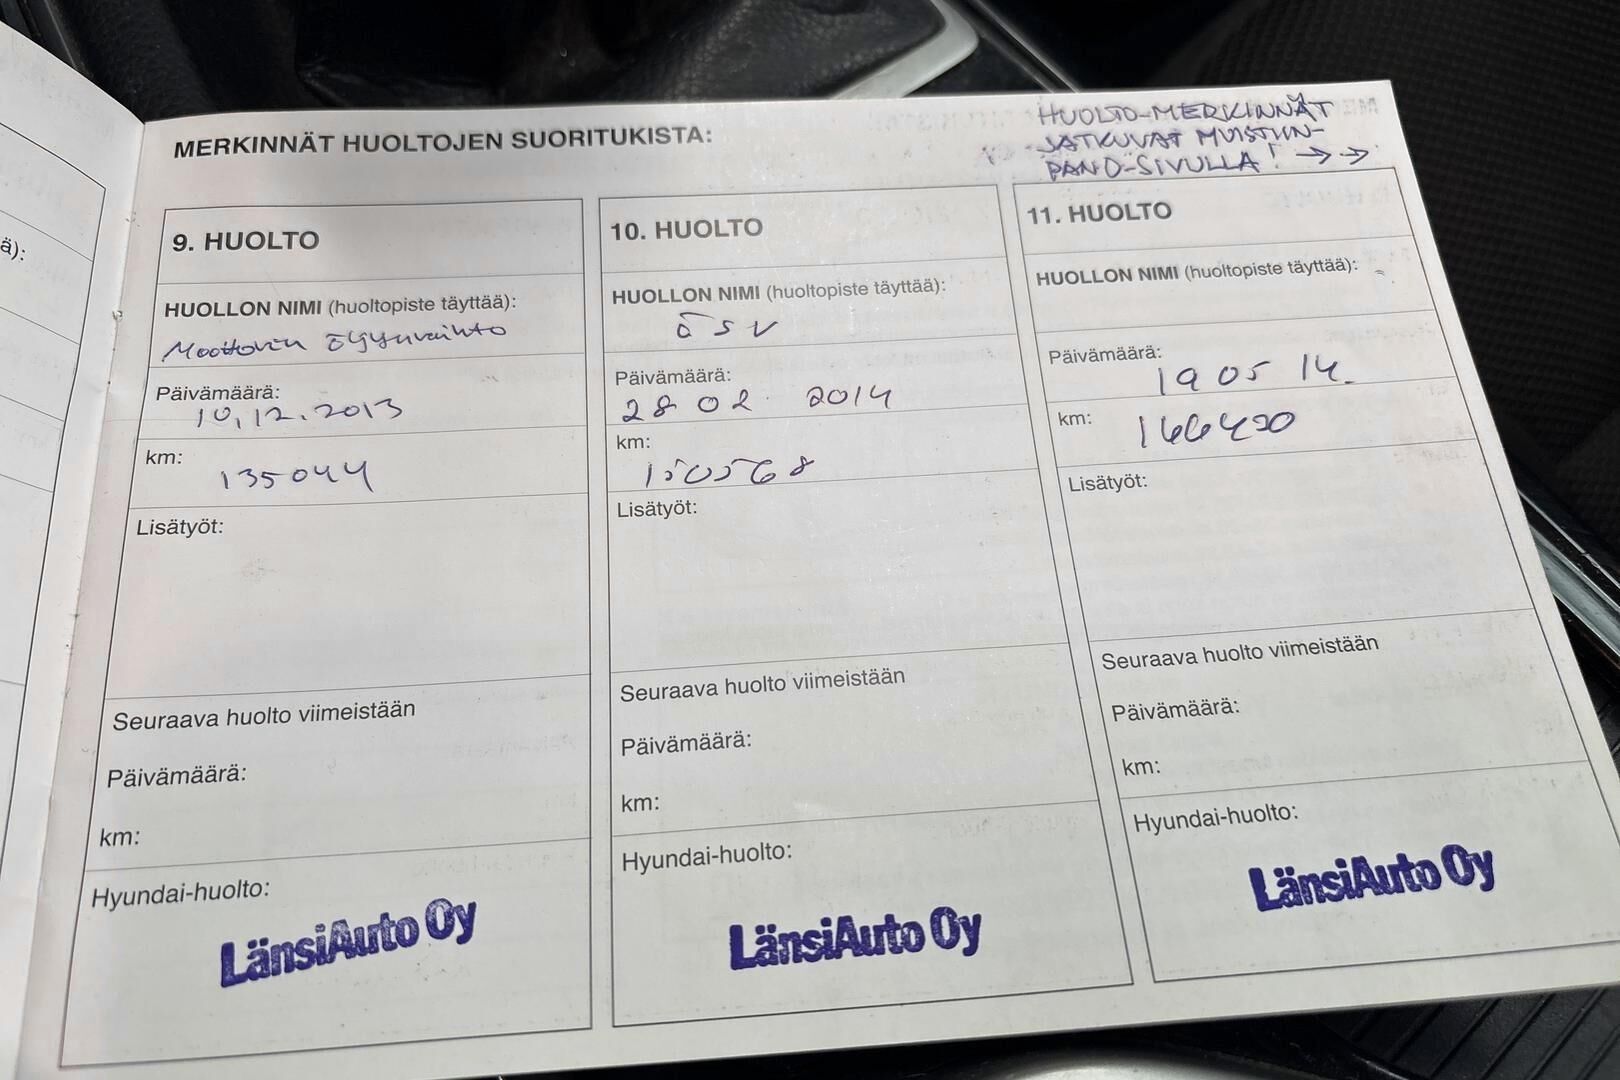 HUOLTO-MERKINNÄT
JATKUVAT MUISTIIN-
PANO-SIVULLA! →→
MERKINNÄT HUOLTOJEN SUORITUKISTA:
ä):
9. HUOLTO
HUOLLON NIMI (huoltopiste täyttää):
Moottorin öljynvaihto
Päivämäärä:
10.12.2013
km:
135044
Lisätyöt:
Seuraava huolto viimeistään
Päivämäärä:
km:
Hyundai-huolto:
LänsiAuto Oy
10. HUOLTO
HUOLLON NIMI (huoltopiste täyttää):
ÖSV
Päivämäärä:
28 02. 2014
km:
150568
Lisätyöt:
Seuraava huolto viimeistään
Päivämäärä:
km:
Hyundai-huolto:
LänsiAuto Oy
11. HUOLTO
HUOLLON NIMI (huoltopiste täyttää):
Päivämäärä:
19 05 14.
km:
166420
Lisätyöt:
Seuraava huolto viimeistään
Päivämäärä:
km:
Hyundai-huolto:
LänsiAuto Oy